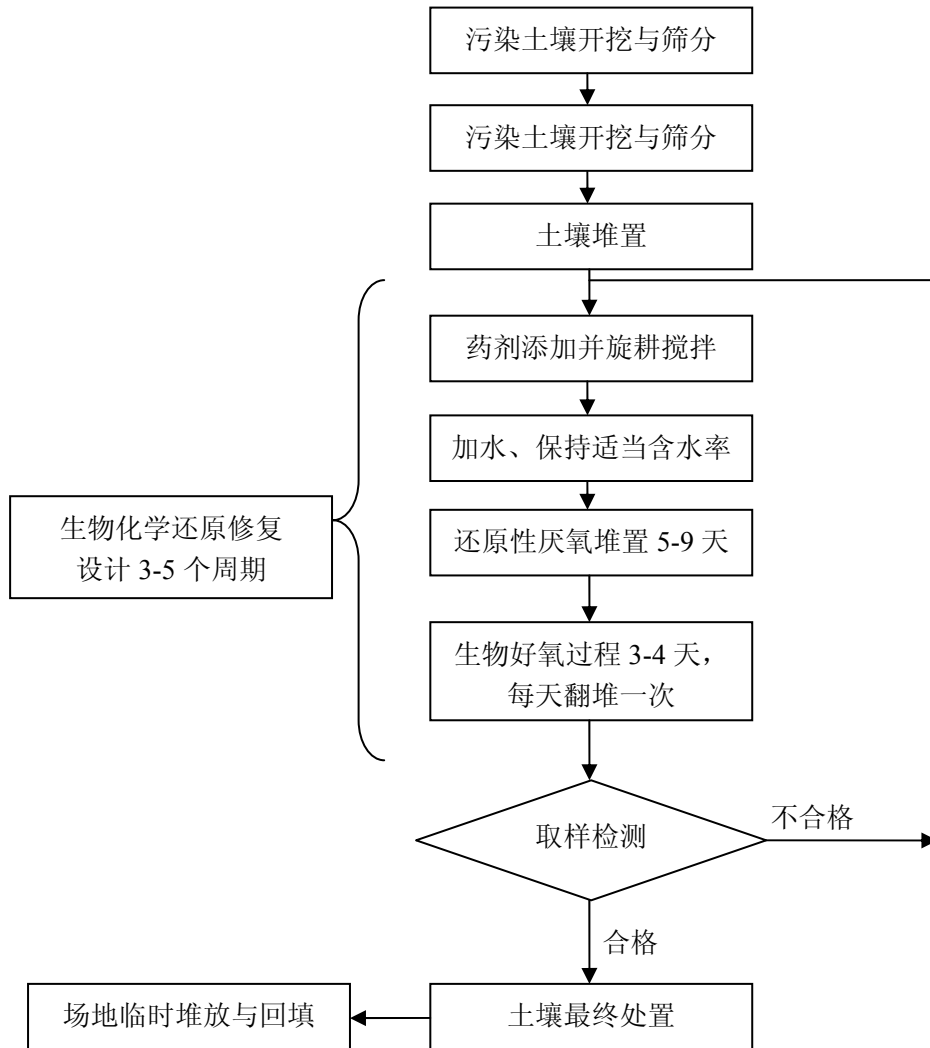 污染土壤开挖与筛分
污染土壤开挖与筛分
土壤堆置
药剂添加并旋耕搅拌
加水、保持适当含水率
还原性厌氧堆置 5-9 天
生物化学还原修复
设计 3-5 个周期
生物好氧过程 3-4 天，
每天翻堆一次
取样检测
不合格
合格
土壤最终处置
场地临时堆放与回填